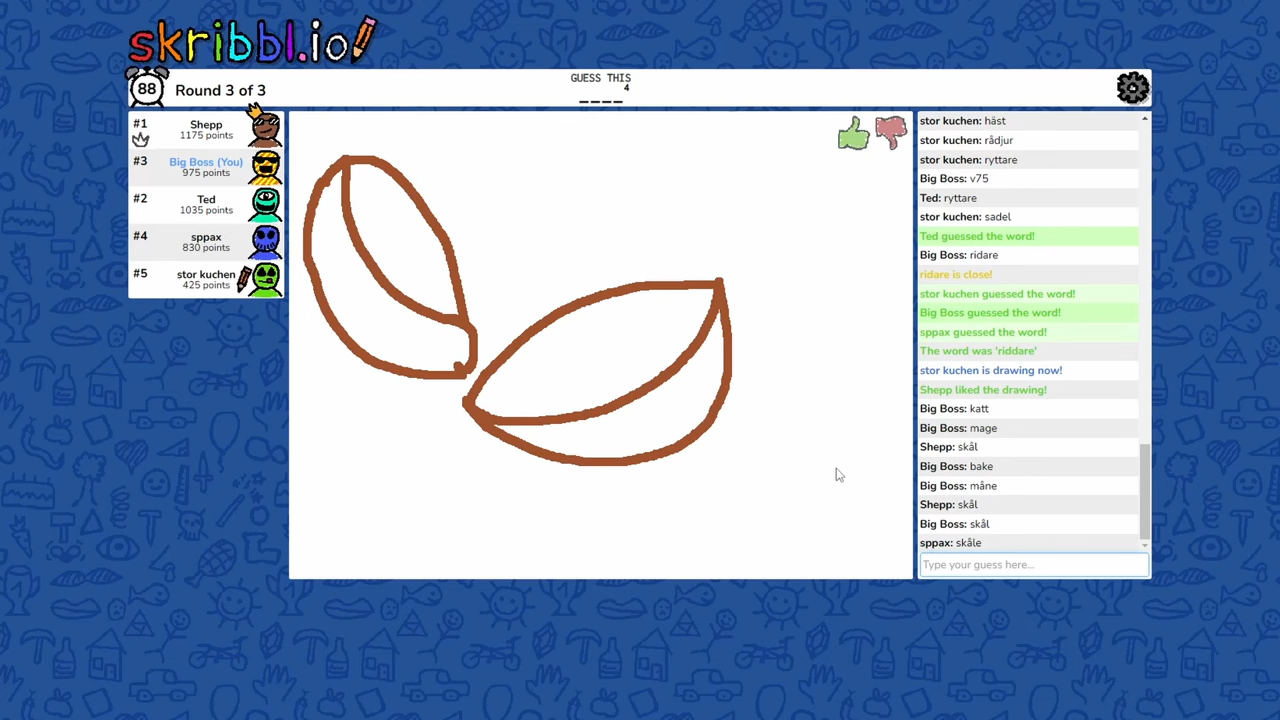 skribbl.io
88
Round 3 of 3
GUESS THIS
____ 4
#1
Shepp
1175 points
#3
Big Boss (You)
975 points
#2
Ted
1035 points
#4
sppax
830 points
#5
stor kuchen
425 points
stor kuchen: häst
stor kuchen: rådjur
stor kuchen: ryttare
Big Boss: v75
Ted: ryttare
stor kuchen: sadel
Ted guessed the word!
Big Boss: ridare
ridare is close!
stor kuchen guessed the word!
Big Boss guessed the word!
sppax guessed the word!
The word was 'riddare'
stor kuchen is drawing now!
Shepp liked the drawing!
Big Boss: katt
Big Boss: mage
Shepp: skål
Big Boss: bake
Big Boss: måne
Shepp: skål
Big Boss: skål
sppax: skåle
Type your guess here...